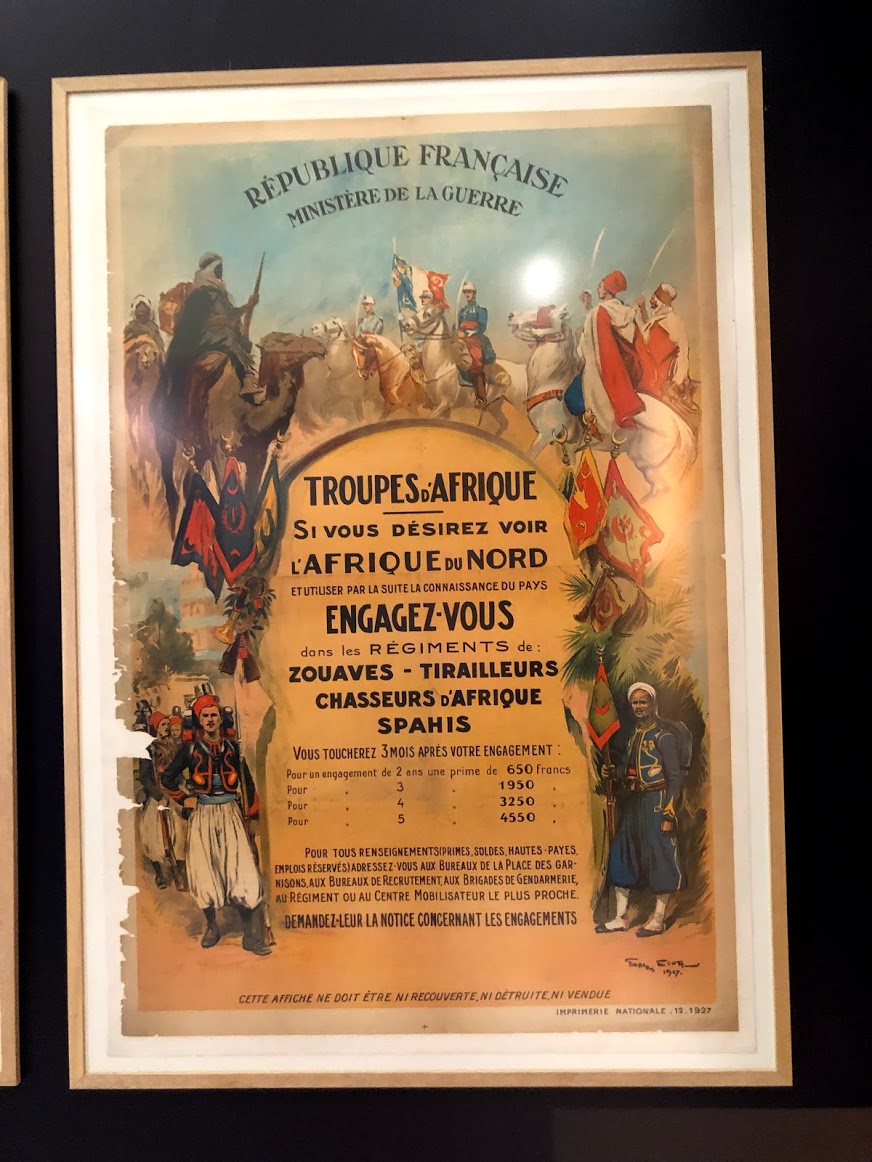 RÉPUBLIQUE FRANÇAISE
MINISTÈRE DE LA GUERRE
TROUPES D'AFRIQUE
SI VOUS DÉSIREZ VOIR
L'AFRIQUE DU NORD
ET UTILISER PAR LA SUITE LA CONNAISSANCE DU PAYS
ENGAGEZ-VOUS
dans les RÉGIMENTS de :
ZOUAVES - TIRAILLEURS
CHASSEURS D'AFRIQUE
SPAHIS
VOUS TOUCHEREZ 3 MOIS APRÈS VOTRE ENGAGEMENT :
Pour un engagement de 2 ans une prime de 650 francs
Pour " 3 " 1950 "
Pour " 4 " 3250 "
Pour " 5 " 4550 "
POUR TOUS RENSEIGNEMENTS (PRIMES, SOLDES, HAUTES-PAYES,
EMPLOIS RÉSERVÉS) ADRESSEZ-VOUS AUX BUREAUX DE LA PLACE DES GAR-
NISONS, AUX BUREAUX DE RECRUTEMENT, AUX BRIGADES DE GENDARMERIE,
AU RÉGIMENT OU AU CENTRE MOBILISATEUR LE PLUS PROCHE.
DEMANDEZ-LEUR LA NOTICE CONCERNANT LES ENGAGEMENTS
Georges Scott
1927.
CETTE AFFICHE NE DOIT ÊTRE NI RECOUVERTE, NI DÉTRUITE, NI VENDUE
IMPRIMERIE NATIONALE . 12. 1927